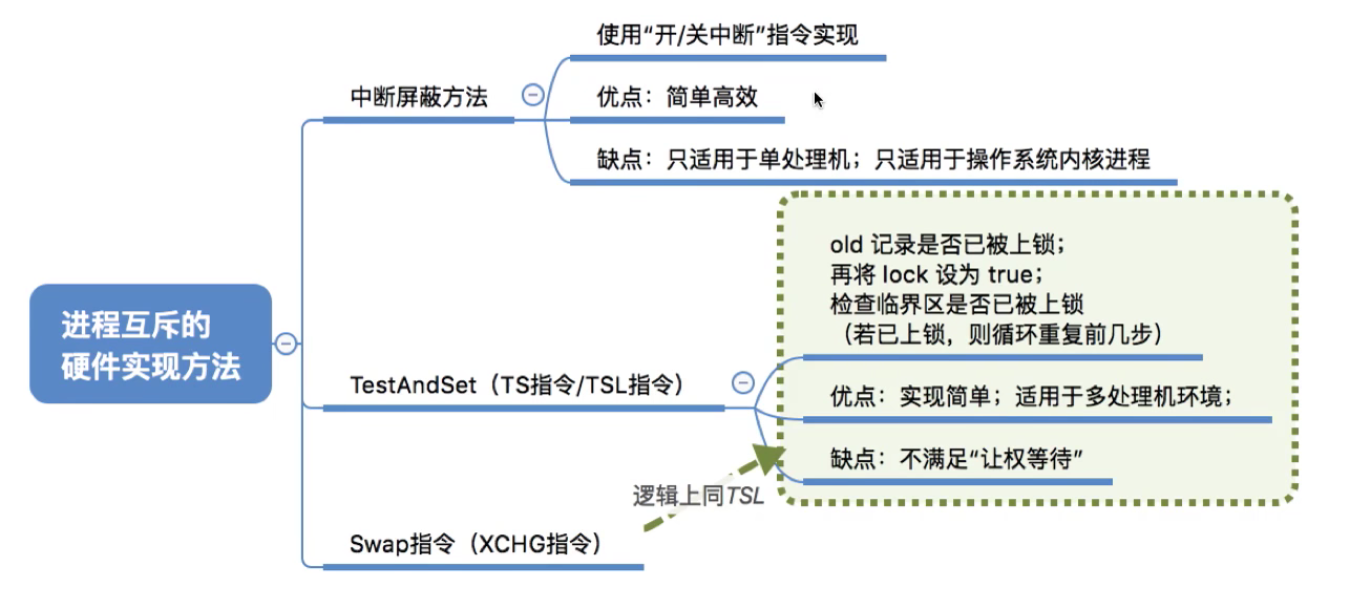 使用“开/关中断”指令实现
中断屏蔽方法
优点：简单高效
缺点：只适用于单处理机；只适用于操作系统内核进程
进程互斥的
硬件实现方法
old 记录是否已被上锁；
再将 lock 设为 true；
检查临界区是否已被上锁
（若已上锁，则循环重复前几步）
TestAndSet（TS指令/TSL指令）
优点：实现简单；适用于多处理机环境；
缺点：不满足“让权等待”
逻辑上同TSL
Swap指令（XCHG指令）